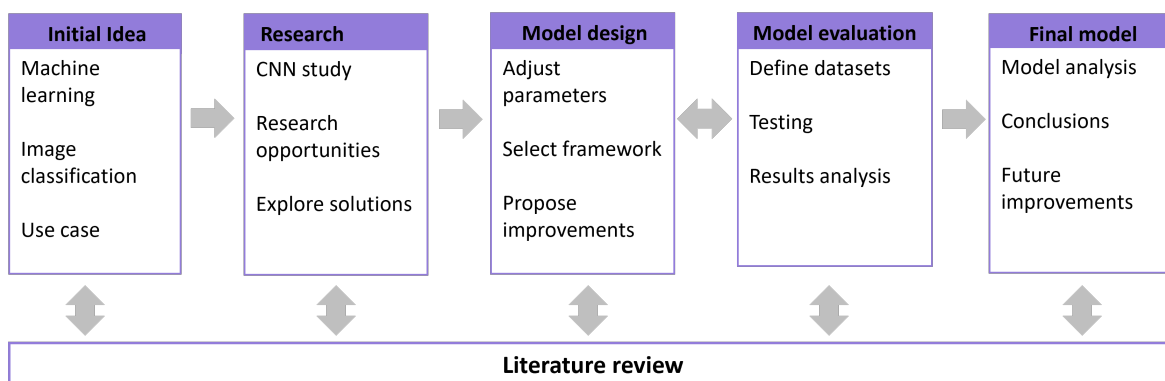 Initial Idea
Machine
learning
Image
classification
Use case
Research
CNN study
Research
opportunities
Explore solutions
Model design
Adjust
parameters
Select framework
Propose
improvements
Model evaluation
Define datasets
Testing
Results analysis
Final model
Model analysis
Conclusions
Future
improvements
Literature review